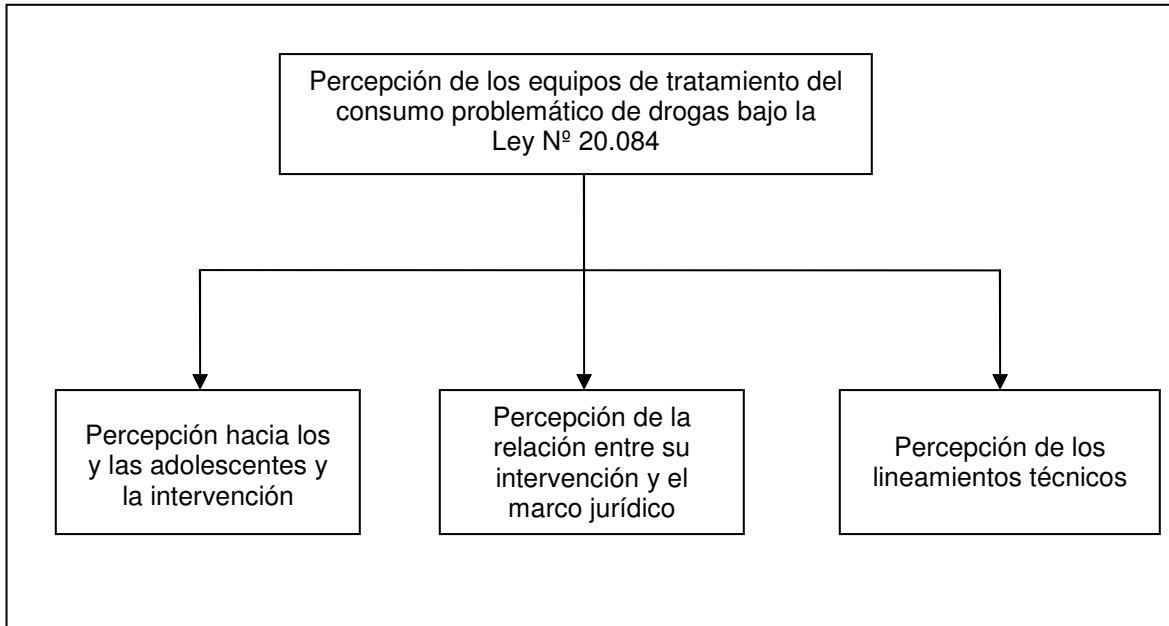 Percepción de los equipos de tratamiento del
consumo problemático de drogas bajo la
Ley Nº 20.084
Percepción hacia los
y las adolescentes y
la intervención
Percepción de la
relación entre su
intervención y el
marco jurídico
Percepción de los
lineamientos técnicos